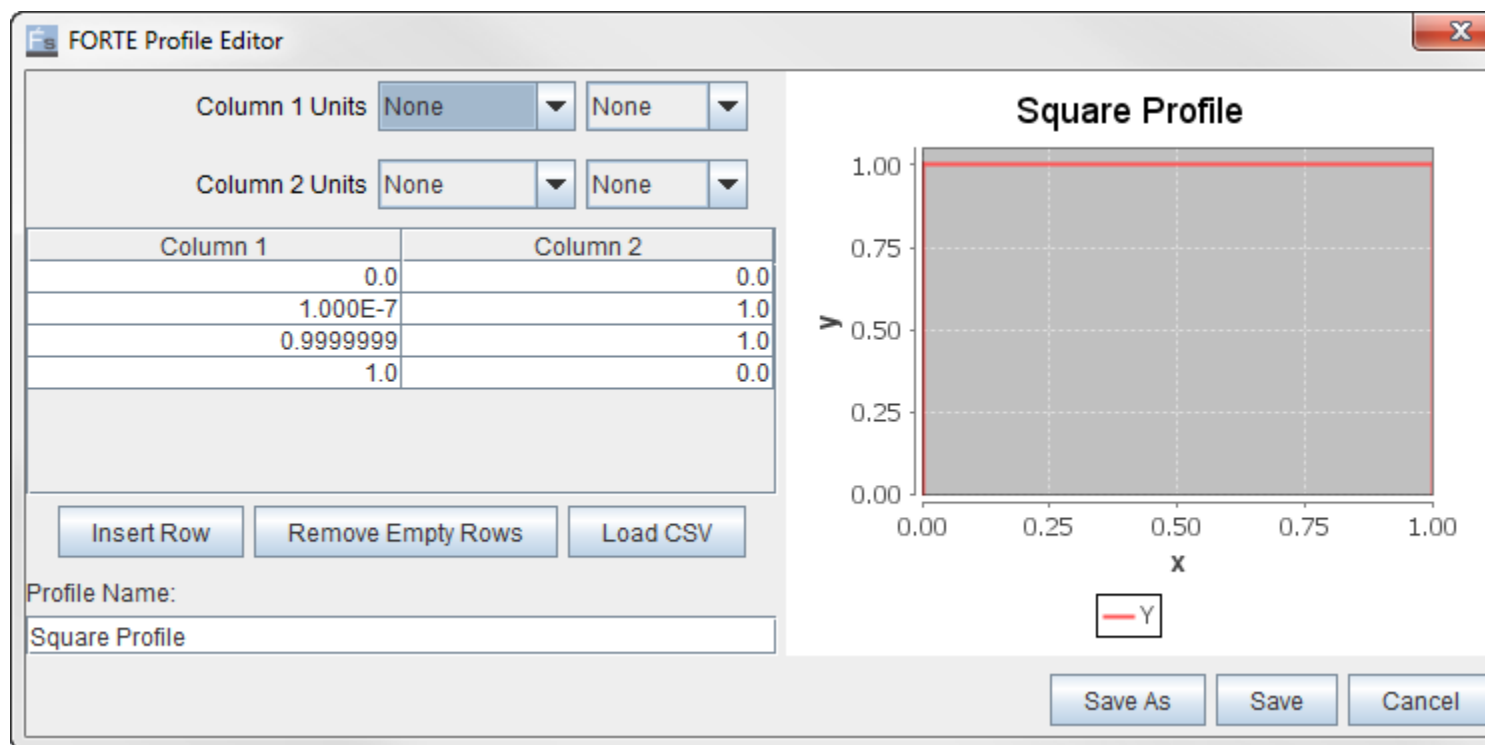 Fs FORTE Profile Editor
x
Column 1 Units None None
Column 2 Units None None
Column 1 Column 2
0.0 0.0
1.000E-7 1.0
0.9999999 1.0
1.0 0.0
Insert Row Remove Empty Rows Load CSV
Profile Name:
Square Profile
Square Profile
1.00
0.75
0.50
0.25
0.00
y
0.00 0.25 0.50 0.75 1.00
x
Y
Save As Save Cancel